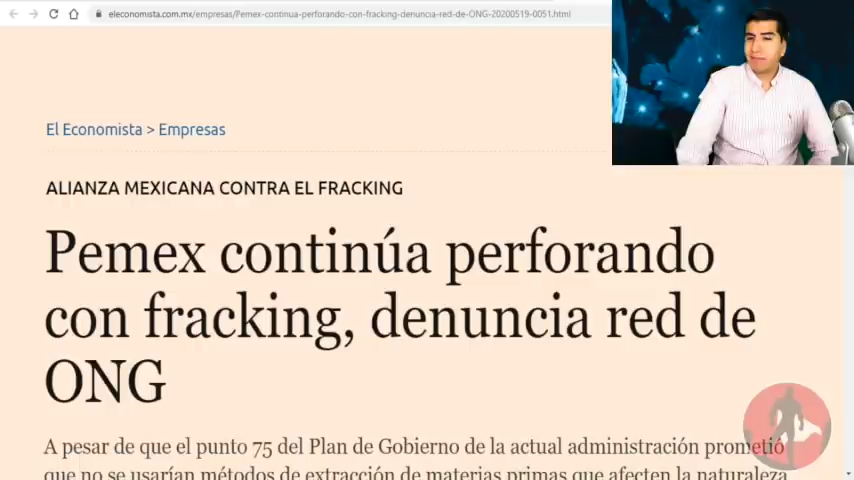 eleconomista.com.mx/empresas/Pemex-continua-perforando-con-fracking-denuncia-red-de-ONG-20200519-0051.html
El Economista > Empresas
ALIANZA MEXICANA CONTRA EL FRACKING
Pemex continúa perforando
con fracking, denuncia red de
ONG
A pesar de que el punto 75 del Plan de Gobierno de la actual administración prometió
que no se usarían métodos de extracción de materias primas que afecten la naturaleza